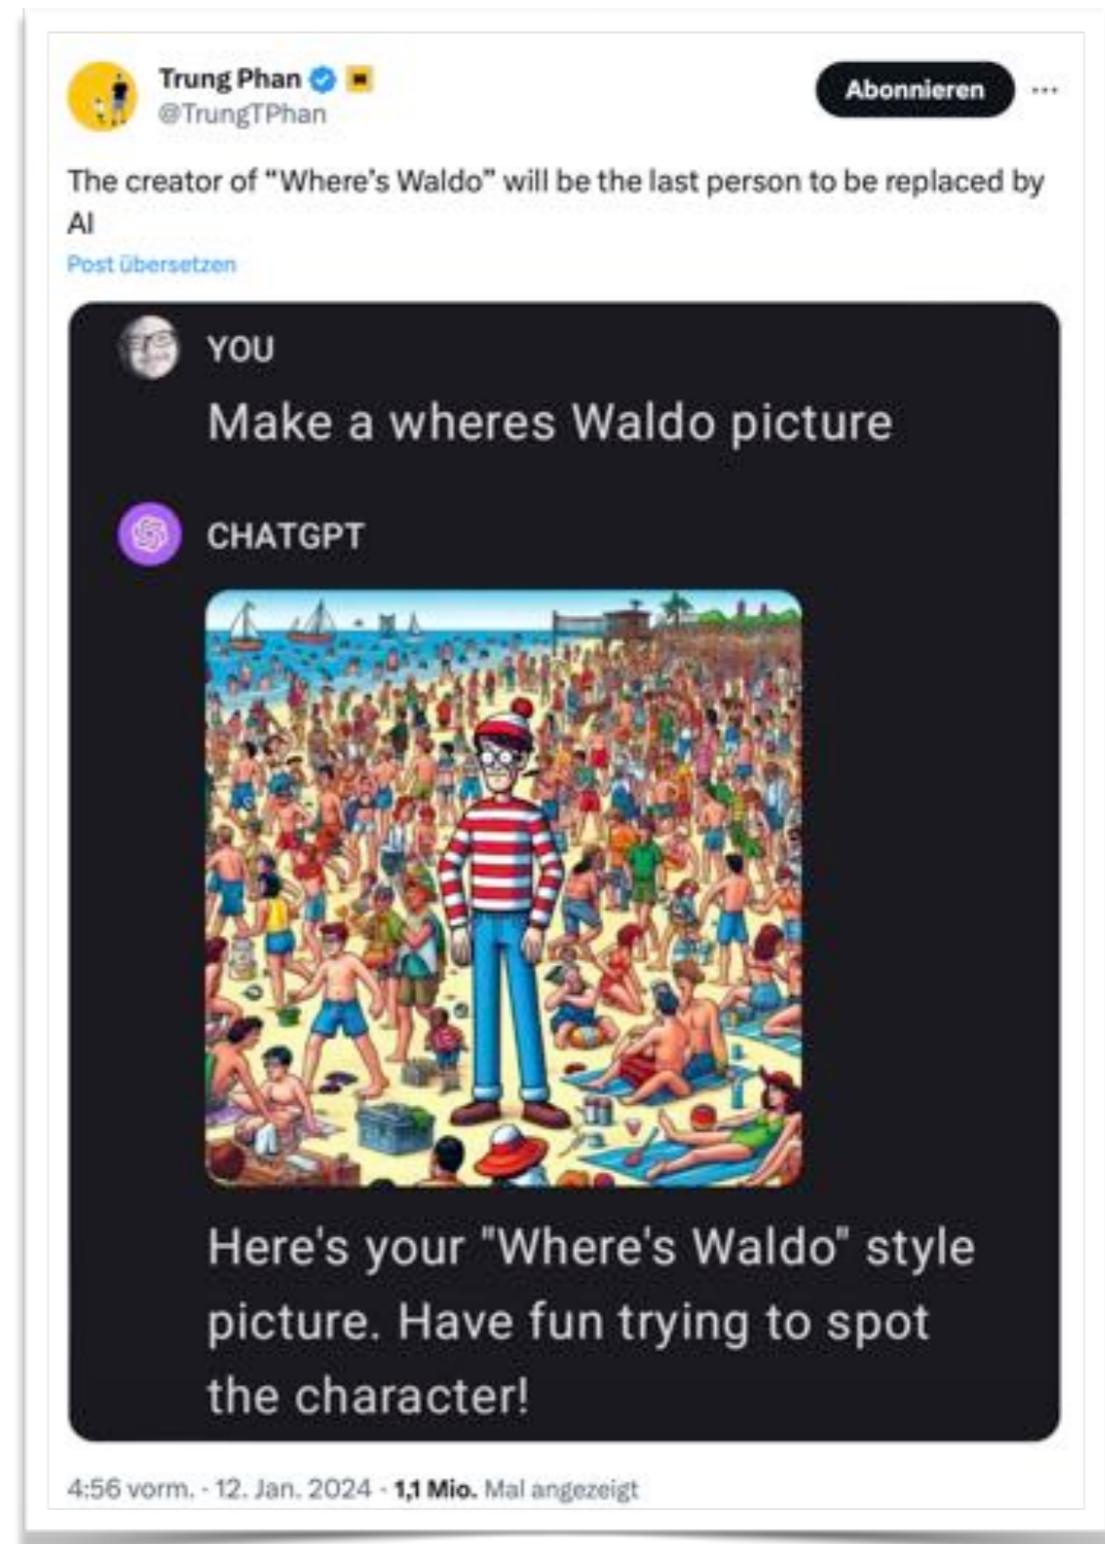 Trung Phan
@TrungTPhan
Abonnieren
The creator of “Where’s Waldo” will be the last person to be replaced by
AI
Post übersetzen
YOU
Make a wheres Waldo picture
CHATGPT
Here's your "Where's Waldo" style
picture. Have fun trying to spot
the character!
4:56 vorm. · 12. Jan. 2024 · 1,1 Mio. Mal angezeigt